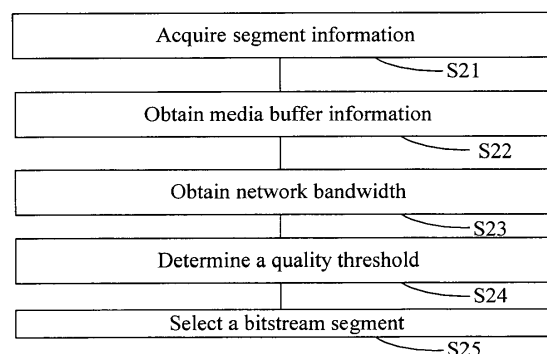 Acquire segment information
S21
Obtain media buffer information
S22
Obtain network bandwidth
S23
Determine a quality threshold
S24
Select a bitstream segment
S25